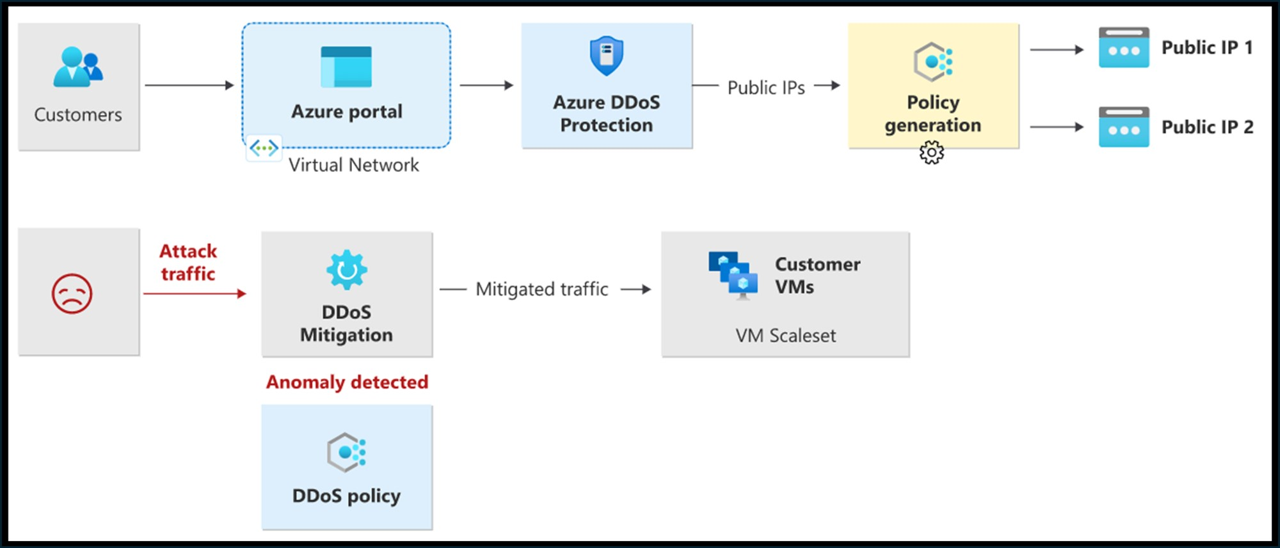 Customers
Azure portal
Virtual Network
Azure DDoS
Protection
Public IPs
Policy
generation
Public IP 1
Public IP 2
Attack
traffic
DDoS
Mitigation
Mitigated traffic
Customer
VMs
VM Scaleset
Anomaly detected
DDoS policy